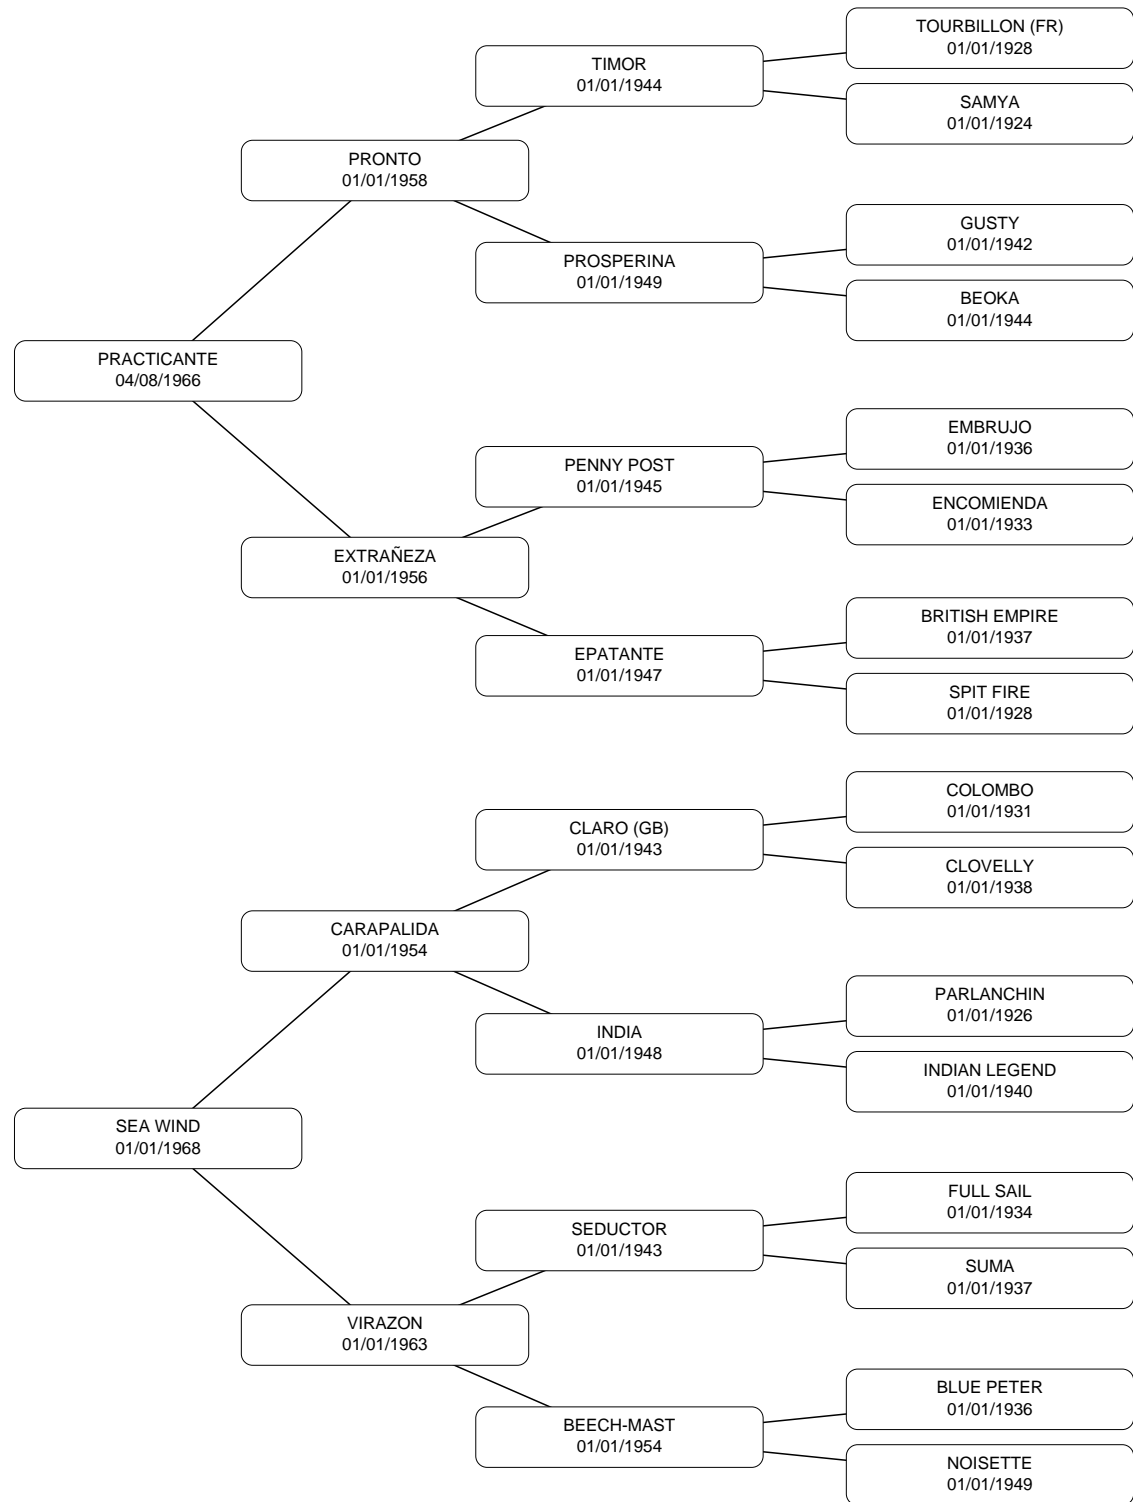 TOURBILLON (FR)
01/01/1928
TIMOR
01/01/1944
SAMYA
01/01/1924
PRONTO
01/01/1958
GUSTY
01/01/1942
PROSPERINA
01/01/1949
BEOKA
01/01/1944
PRACTICANTE
04/08/1966
EMBRUJO
01/01/1936
PENNY POST
01/01/1945
ENCOMIENDA
01/01/1933
EXTRAÑEZA
01/01/1956
BRITISH EMPIRE
01/01/1937
EPATANTE
01/01/1947
SPIT FIRE
01/01/1928
COLOMBO
01/01/1931
CLARO (GB)
01/01/1943
CLOVELLY
01/01/1938
CARAPALIDA
01/01/1954
PARLANCHIN
01/01/1926
INDIA
01/01/1948
INDIAN LEGEND
01/01/1940
SEA WIND
01/01/1968
FULL SAIL
01/01/1934
SEDUCTOR
01/01/1943
SUMA
01/01/1937
VIRAZON
01/01/1963
BLUE PETER
01/01/1936
BEECH-MAST
01/01/1954
NOISETTE
01/01/1949